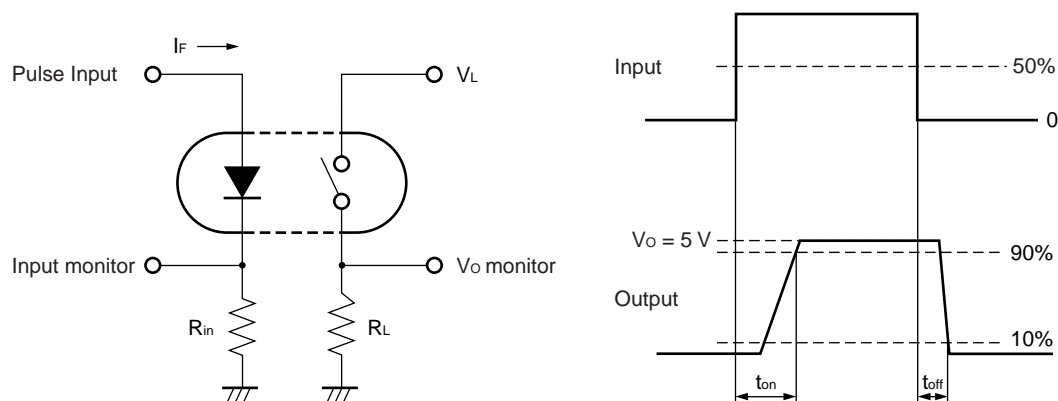 IF
Pulse Input
VL
Input monitor
VO monitor
Rin
RL
Input
50%
0
VO = 5 V
90%
Output
10%
ton
toff